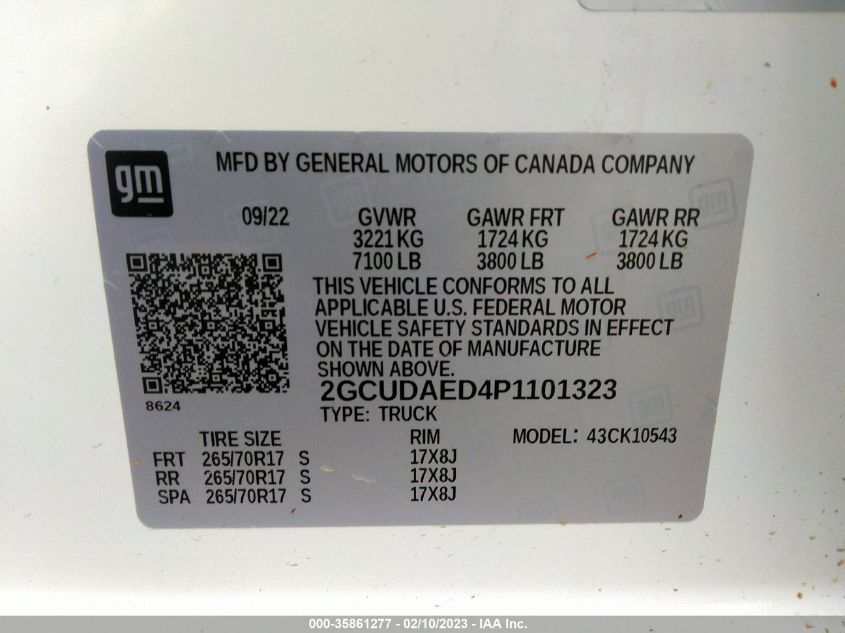 gm
MFD BY GENERAL MOTORS OF CANADA COMPANY
09/22 GVWR GAWR FRT GAWR RR
3221 KG 1724 KG 1724 KG
7100 LB 3800 LB 3800 LB
THIS VEHICLE CONFORMS TO ALL
APPLICABLE U.S. FEDERAL MOTOR
VEHICLE SAFETY STANDARDS IN EFFECT
ON THE DATE OF MANUFACTURE
SHOWN ABOVE.
2GCUDAED4P1101323
8624
TYPE: TRUCK
TIRE SIZE RIM MODEL: 43CK10543
FRT 265/70R17 S 17X8J
RR 265/70R17 S 17X8J
SPA 265/70R17 S 17X8J
000-35861277 - 02/10/2023 - IAA Inc.